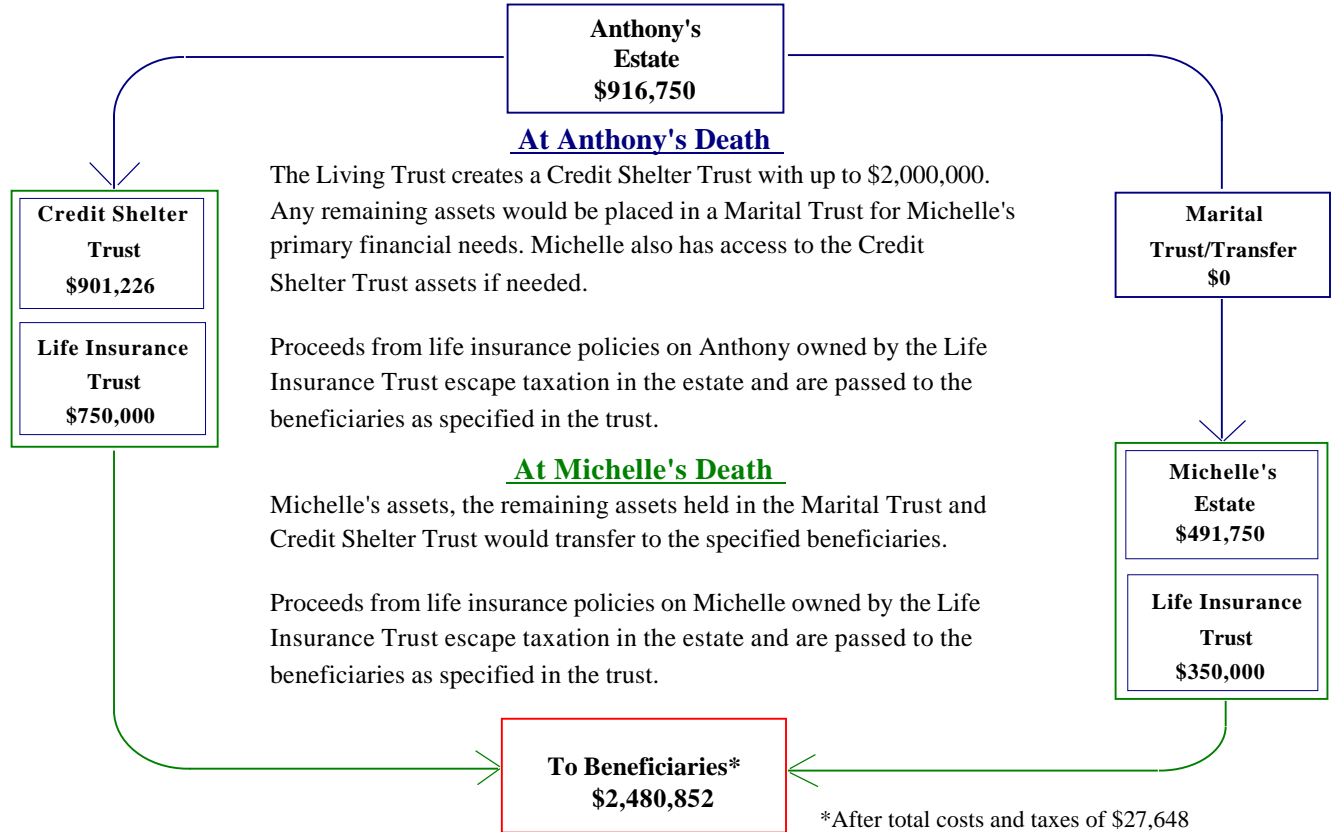 Anthony's
Estate
$916,750
At Anthony's Death
The Living Trust creates a Credit Shelter Trust with up to $2,000,000.
Any remaining assets would be placed in a Marital Trust for Michelle's
primary financial needs. Michelle also has access to the Credit
Shelter Trust assets if needed.
Credit Shelter
Trust
$901,226
Life Insurance
Trust
$750,000
Marital
Trust/Transfer
$0
Proceeds from life insurance policies on Anthony owned by the Life
Insurance Trust escape taxation in the estate and are passed to the
beneficiaries as specified in the trust.
At Michelle's Death
Michelle's assets, the remaining assets held in the Marital Trust and
Credit Shelter Trust would transfer to the specified beneficiaries.
Proceeds from life insurance policies on Michelle owned by the Life
Insurance Trust escape taxation in the estate and are passed to the
beneficiaries as specified in the trust.
Michelle's
Estate
$491,750
Life Insurance
Trust
$350,000
To Beneficiaries*
$2,480,852
*After total costs and taxes of $27,648